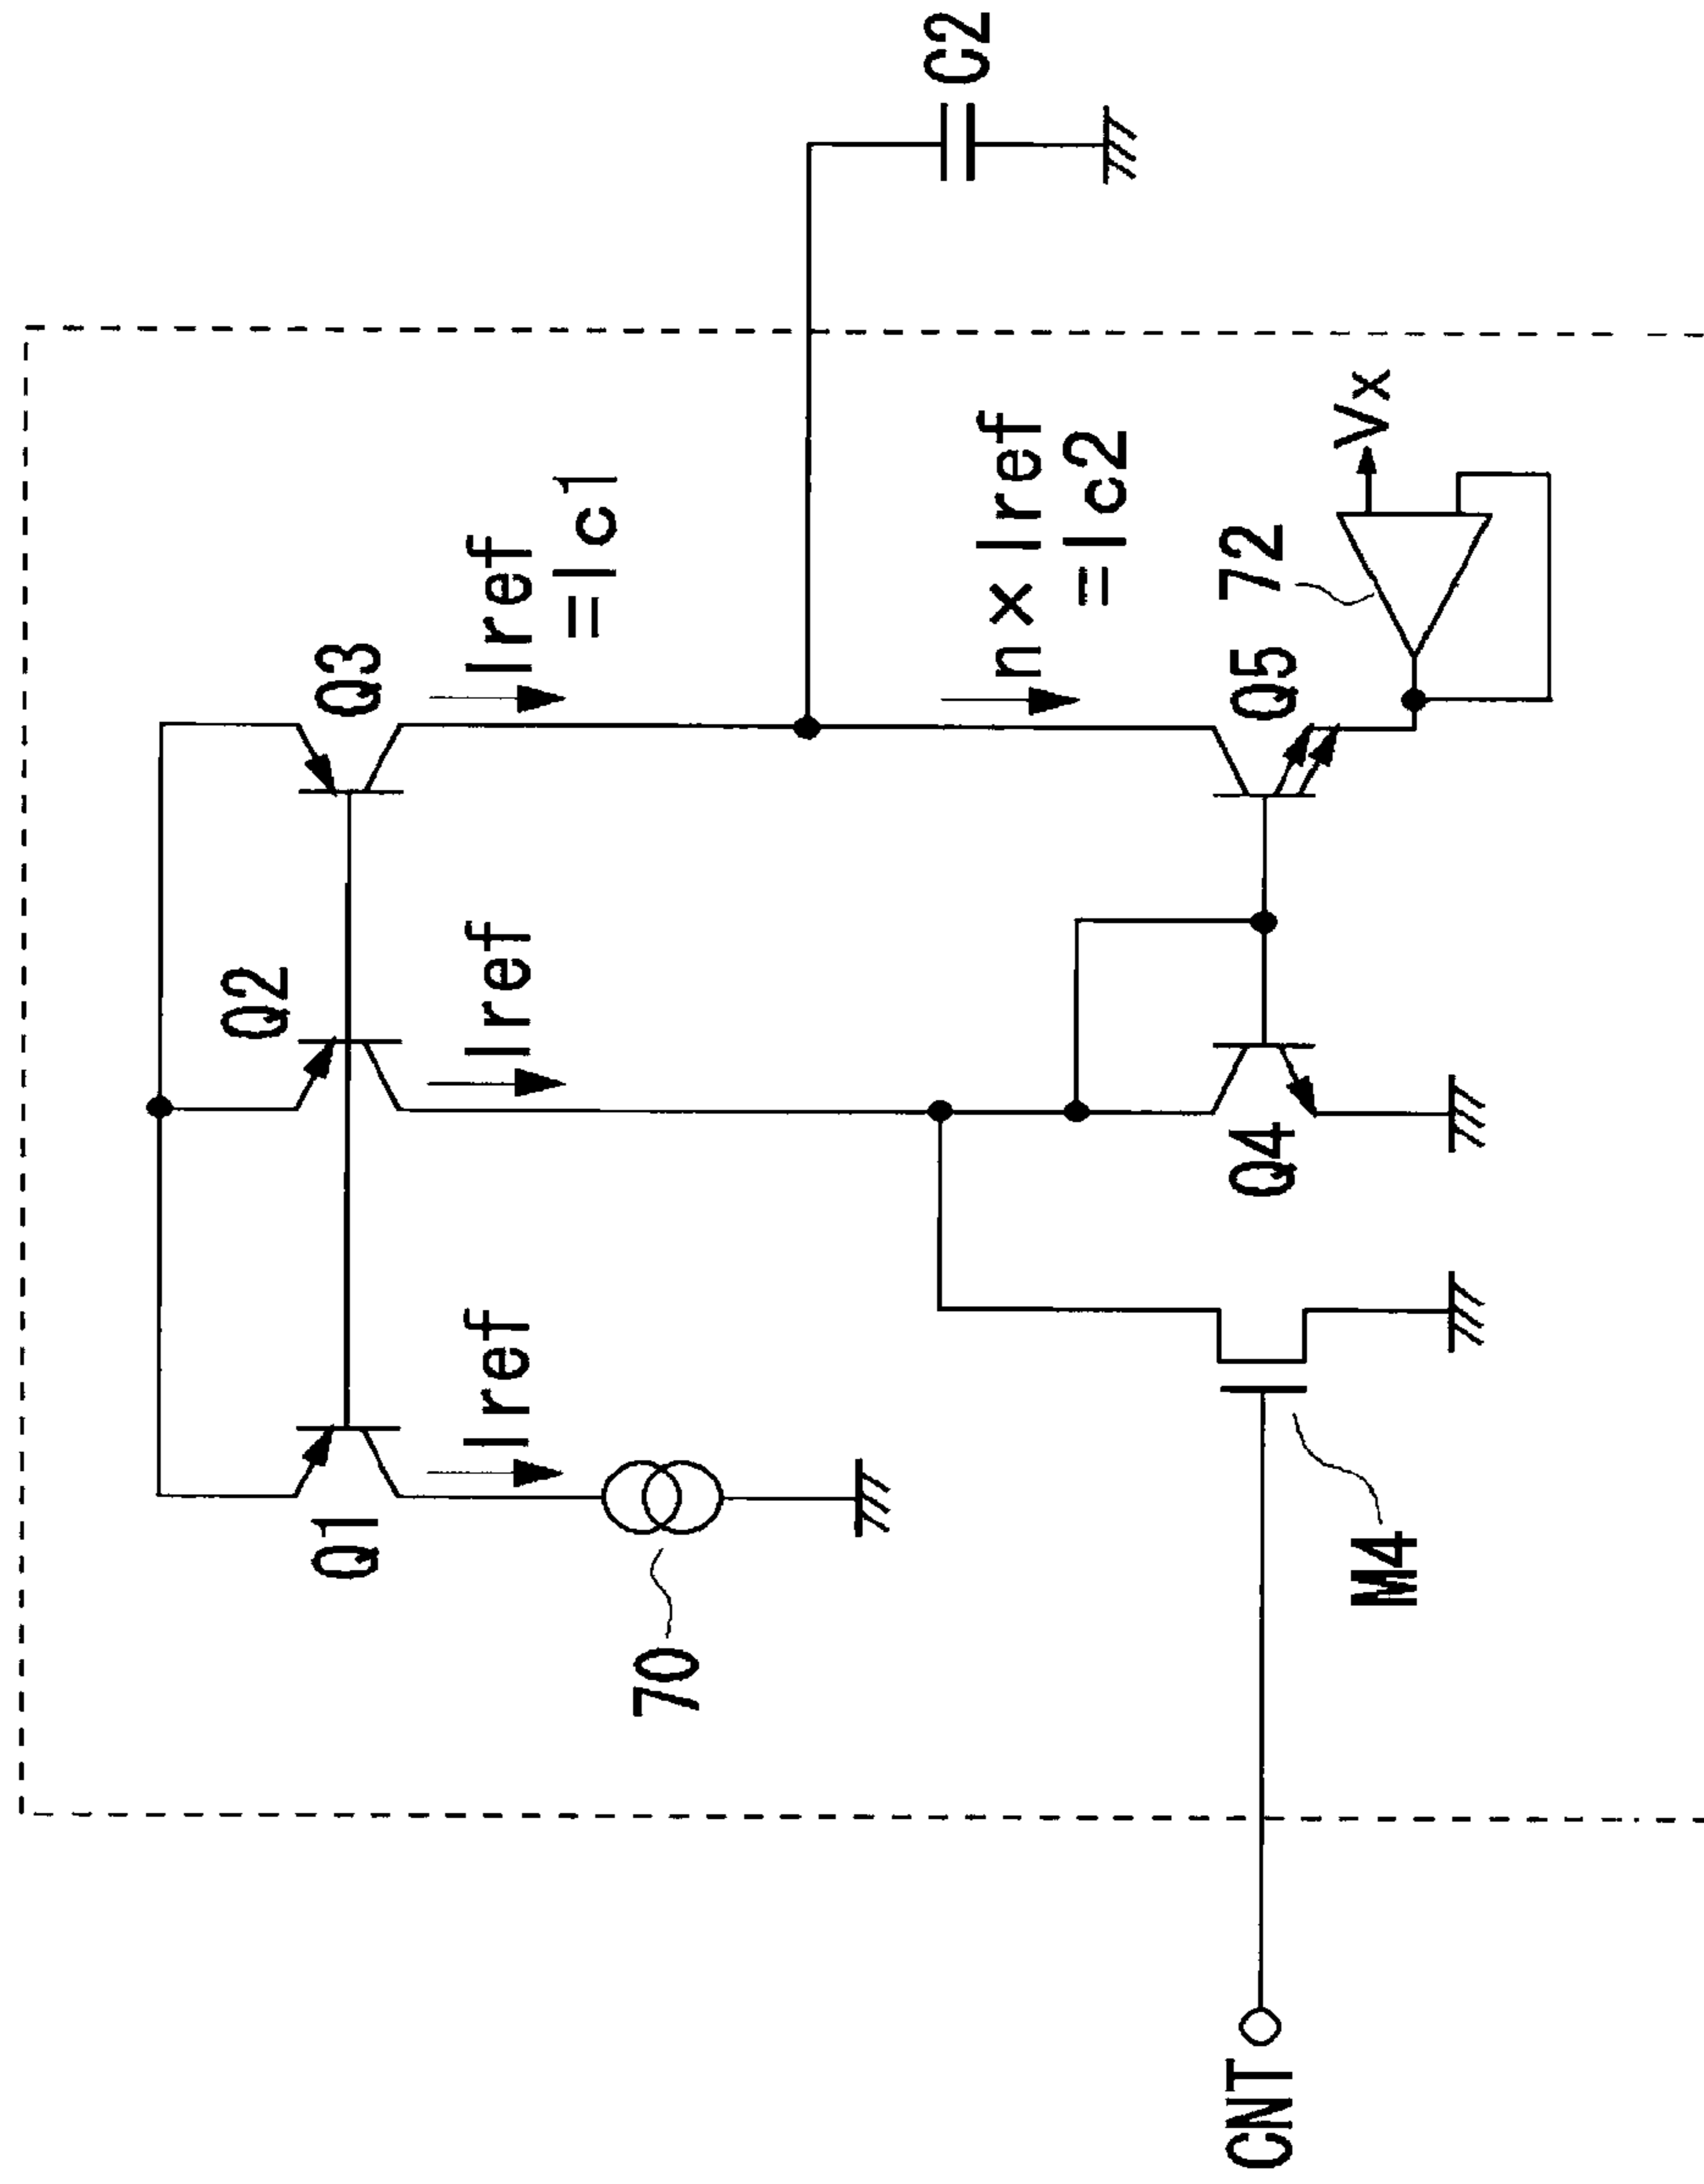 Q1
Q2
Q3
Iref
Iref
Iref
=Ic1
C2
70
n×Iref
=Ic2
CNT
M4
Q4
Q5
72
Vx